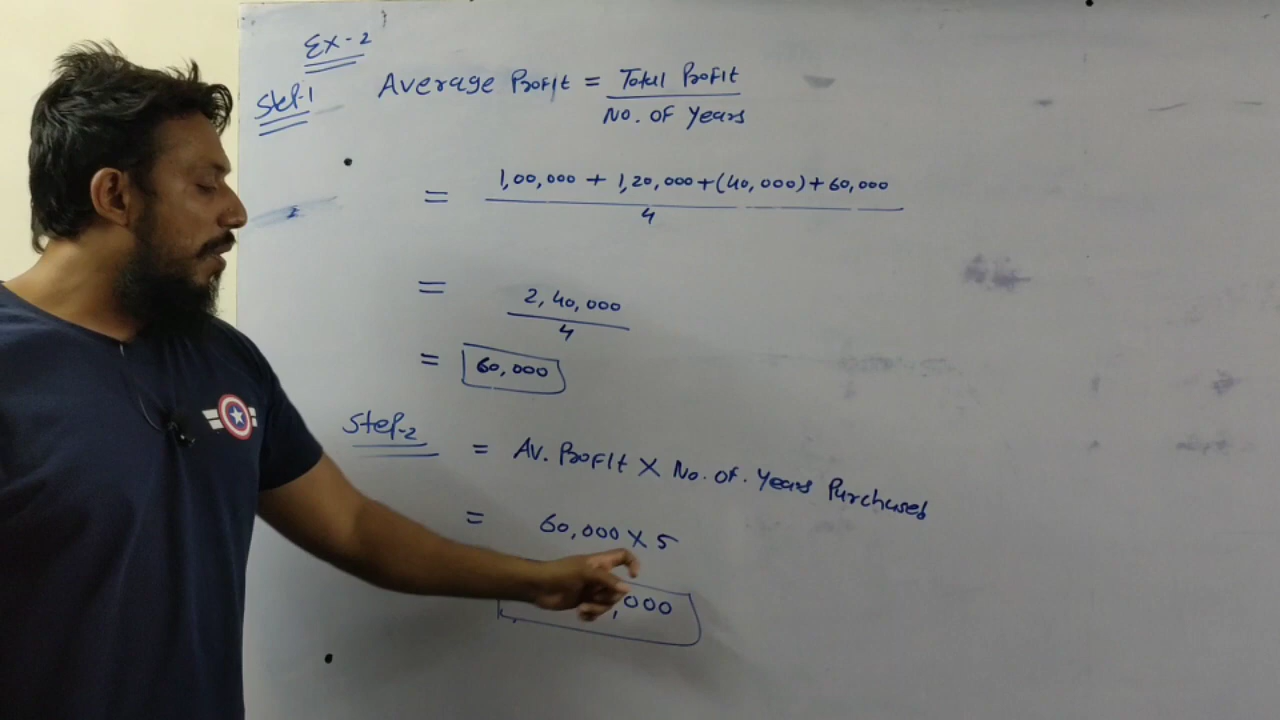 Ex-2
Step-1
Average Profit = Total Profit
No. of Years
= 1,00,000 + 1,20,000+(40,000)+60,000
4
= 2,40,000
4
= 60,000
Step-2 = Av. Profit X No. of. Years Purchased
= 60,000 X 5
,000